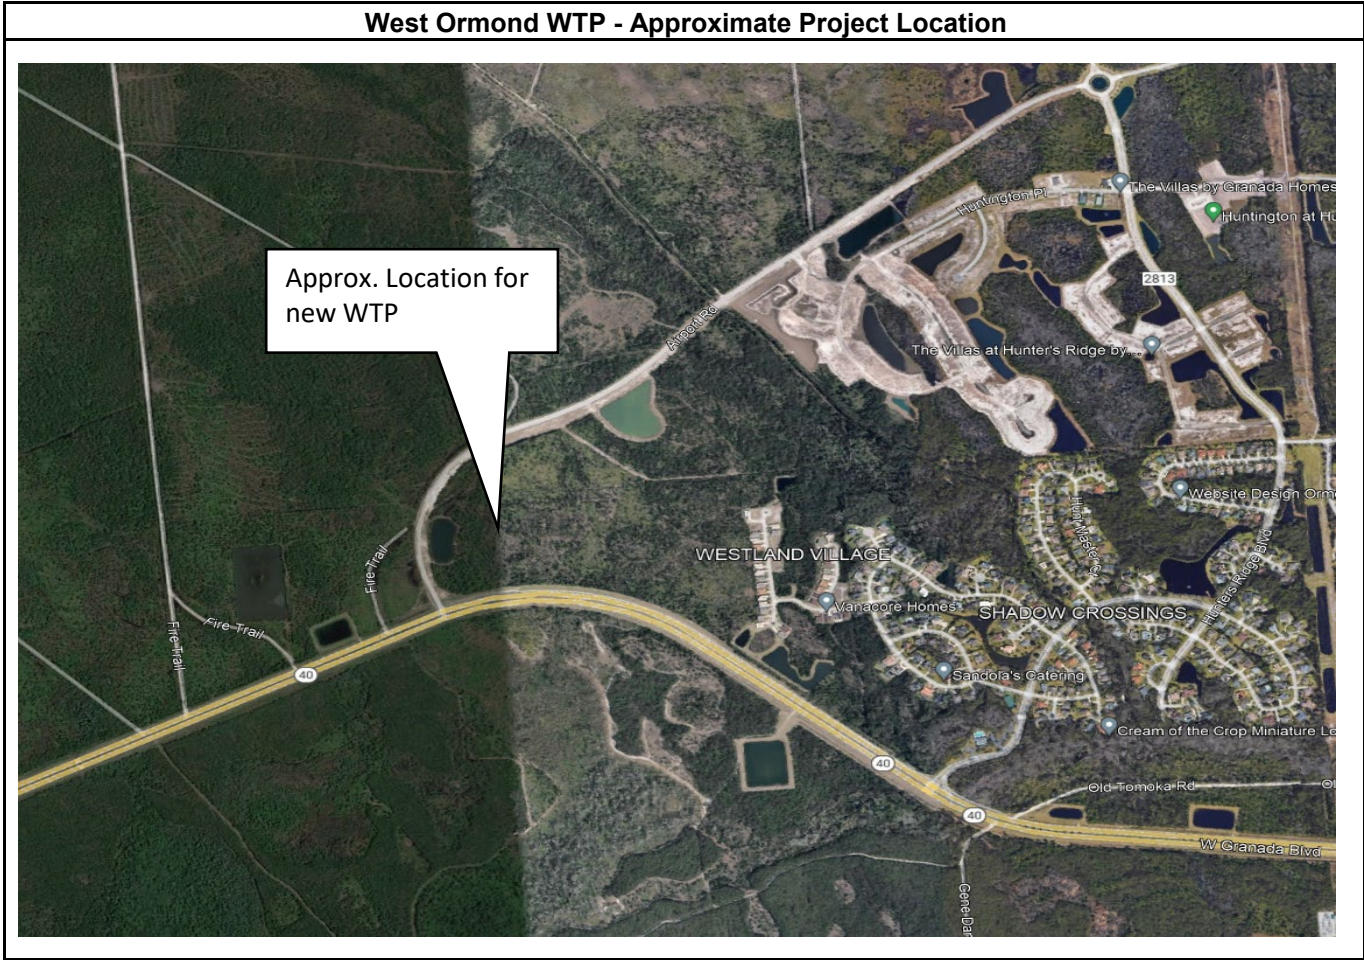 West Ormond WTP - Approximate Project Location
The Villas by Granada Homes
Huntington Pl
Huntington at Hu
Approx. Location for
new WTP
2813
Airport Rd
The Villas at Hunter's Ridge by...
Website Design Orm
Hunt Master Ct
WESTLAND VILLAGE
Fire Trail
Hunters Ridge Blvd
Vanacore Homes
SHADOW CROSSINGS
Fire Trail
Fire Trail
40
Sandola's Catering
Cream of the Crop Miniature Lo
40
Old Tomoka Rd
Ol
40
W Granada Blvd
Gene Dan